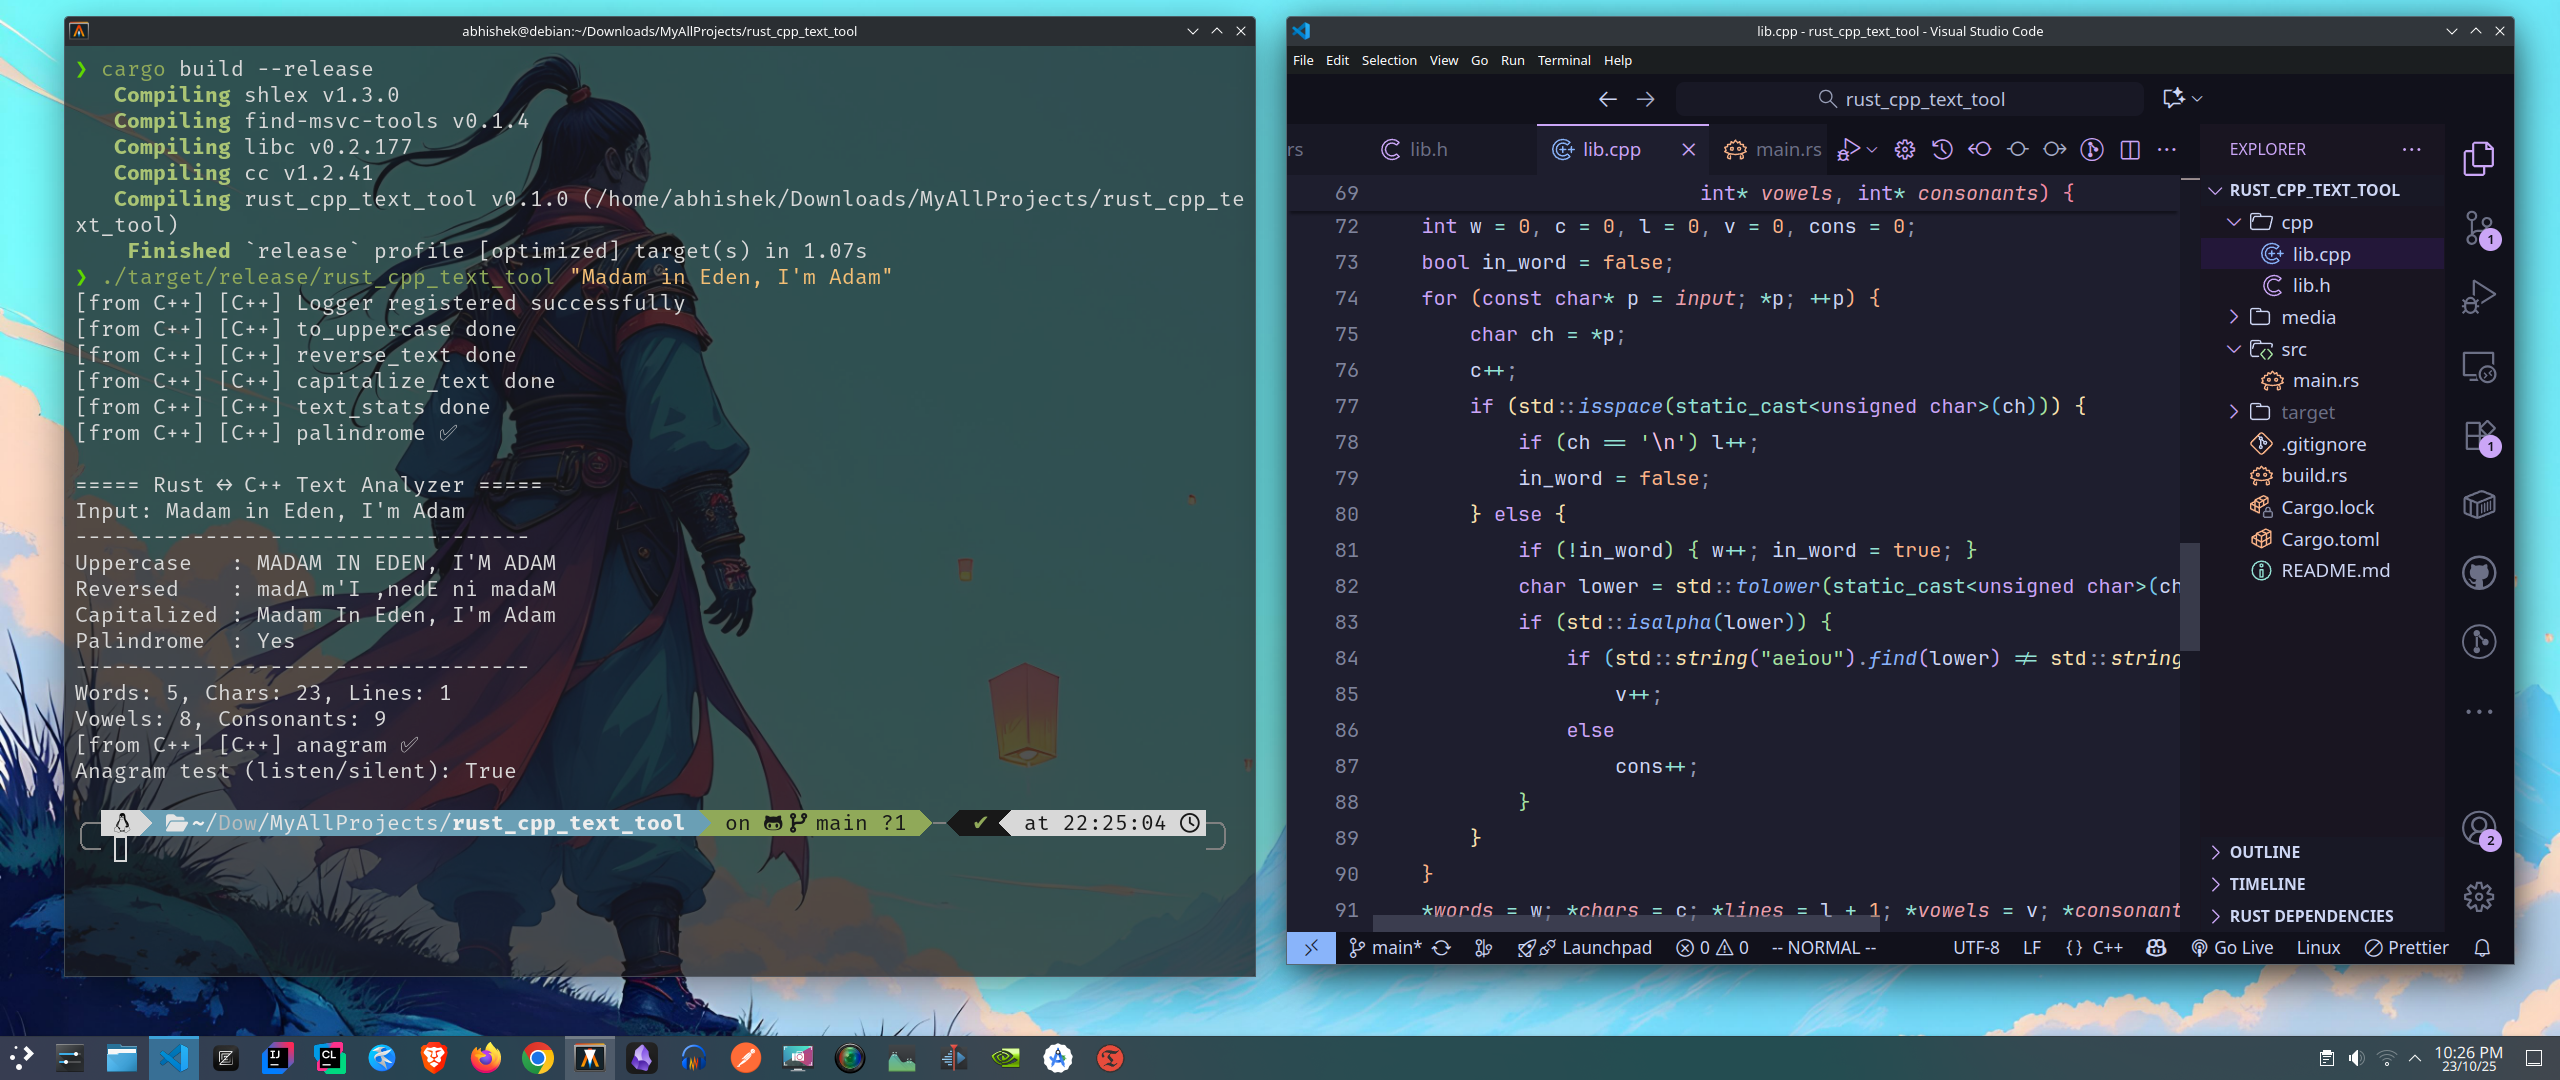 abhishek@debian:~/Downloads/MyAllProjects/rust_cpp_text_tool
❯ cargo build --release
   Compiling shlex v1.3.0
   Compiling find-msvc-tools v0.1.4
   Compiling libc v0.2.177
   Compiling cc v1.2.41
   Compiling rust_cpp_text_tool v0.1.0 (/home/abhishek/Downloads/MyAllProjects/rust_cpp_te
xt_tool)
    Finished `release` profile [optimized] target(s) in 1.07s
❯ ./target/release/rust_cpp_text_tool "Madam in Eden, I'm Adam"
[from C++] [C++] Logger registered successfully
[from C++] [C++] to_uppercase done
[from C++] [C++] reverse_text done
[from C++] [C++] capitalize_text done
[from C++] [C++] text_stats done
[from C++] [C++] palindrome ✅
===== Rust ↔ C++ Text Analyzer =====
Input: Madam in Eden, I'm Adam
-----------------------------------
Uppercase   : MADAM IN EDEN, I'M ADAM
Reversed    : madA m'I ,nedE ni madaM
Capitalized : Madam In Eden, I'm Adam
Palindrome  : Yes
-----------------------------------
Words: 5, Chars: 23, Lines: 1
Vowels: 8, Consonants: 9
[from C++] [C++] anagram ✅
Anagram test (listen/silent): True
~/Dow/MyAllProjects/rust_cpp_text_tool on main ?1 ✔ at 22:25:04
lib.cpp - rust_cpp_text_tool - Visual Studio Code
File Edit Selection View Go Run Terminal Help
rust_cpp_text_tool
rs lib.h lib.cpp main.rs
69 int* vowels, int* consonants) {
72 int w = 0, c = 0, l = 0, v = 0, cons = 0;
73 bool in_word = false;
74 for (const char* p = input; *p; ++p) {
75 char ch = *p;
76 c++;
77 if (std::isspace(static_cast<unsigned char>(ch))) {
78 if (ch == '\n') l++;
79 in_word = false;
80 } else {
81 if (!in_word) { w++; in_word = true; }
82 char lower = std::tolower(static_cast<unsigned char>(ch
83 if (std::isalpha(lower)) {
84 if (std::string("aeiou").find(lower) != std::string
85 v++;
86 else
87 cons++;
88 }
89 }
90 }
91 *words = w; *chars = c; *lines = l + 1; *vowels = v; *consonant
EXPLORER
RUST_CPP_TEXT_TOOL
cpp
lib.cpp
lib.h
media
src
main.rs
target
.gitignore
build.rs
Cargo.lock
Cargo.toml
README.md
OUTLINE
TIMELINE
RUST DEPENDENCIES
1
1
2
main* Launchpad 0 0 -- NORMAL -- UTF-8 LF {} C++ Go Live Linux Prettier
IJ CL
10:26 PM
23/10/25